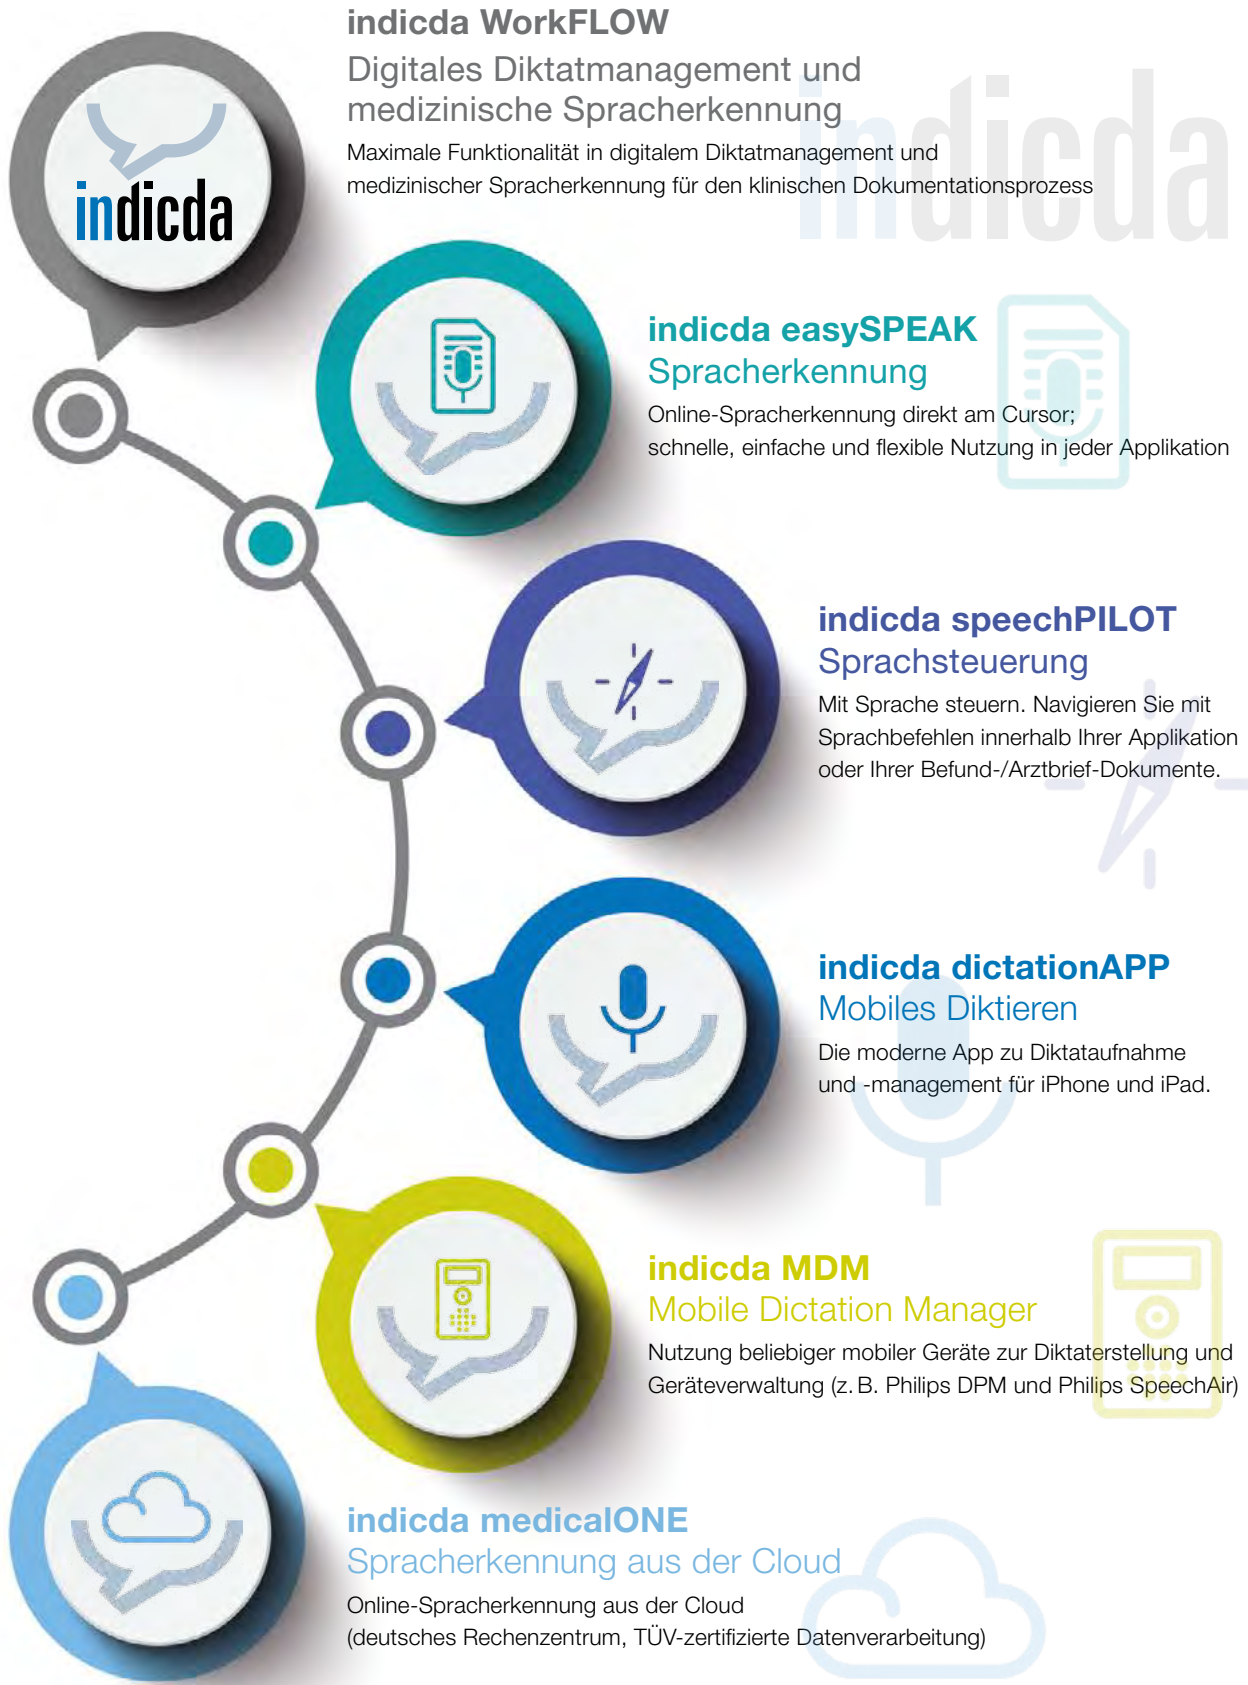 indicda WorkFLOW
Digitales Diktatmanagement und
medizinische Spracherkennung
Maximale Funktionalität in digitalem Diktatmanagement und
medizinischer Spracherkennung für den klinischen Dokumentationsprozess
indicda
indicda
indicda easySPEAK
Spracherkennung
Online-Spracherkennung direkt am Cursor;
schnelle, einfache und flexible Nutzung in jeder Applikation
indicda speechPILOT
Sprachsteuerung
Mit Sprache steuern. Navigieren Sie mit
Sprachbefehlen innerhalb Ihrer Applikation
oder Ihrer Befund-/Arztbrief-Dokumente.
indicda dictationAPP
Mobiles Diktieren
Die moderne App zu Diktataufnahme
und -management für iPhone und iPad.
indicda MDM
Mobile Dictation Manager
Nutzung beliebiger mobiler Geräte zur Diktaterstellung und
Geräteverwaltung (z. B. Philips DPM und Philips SpeechAir)
indicda medicalONE
Spracherkennung aus der Cloud
Online-Spracherkennung aus der Cloud
(deutsches Rechenzentrum, TÜV-zertifizierte Datenverarbeitung)